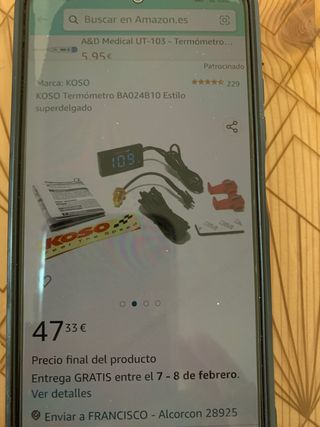 Buscar en Amazon.es
A&D Medical UT-103 - Termómetro...
5,95€
Patrocinado
Marca: KOSO
229
KOSO Termómetro BA024B10 Estilo
superdelgado
109
KOSO
47 33 €
Precio final del producto
Entrega GRATIS entre el 7 - 8 de febrero.
Ver detalles
Enviar a FRANCISCO - Alcorcon 28925